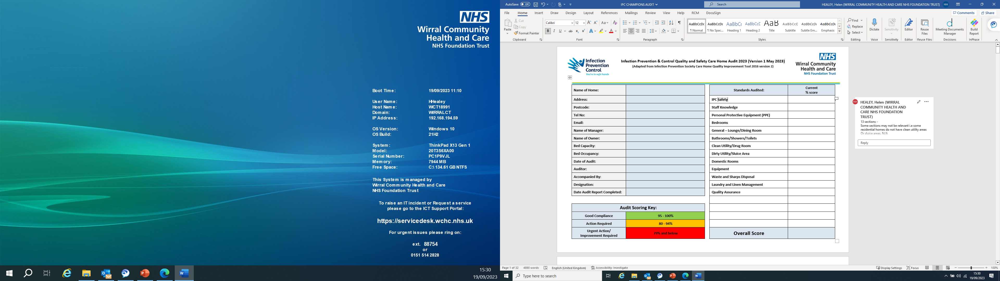 NHS
Wirral Community
Health and Care
NHS Foundation Trust
Boot Time: 19/09/2023 11:10
User Name: HHealey
Host Name: WCT18991
Domain: WIRRALCT
IP Address: 192.168.194.59
OS Version: Windows 10
OS Build: 21H2
System: ThinkPad X13 Gen 1
Model: 20T3S6XA00
Serial Number: PC1P9VJL
Memory: 7944 MB
Free Space: C:\ 134.61 GB NTFS
This System is managed by
Wirral Community Health and Care
NHS Foundation Trust
To raise an IT incident or Request a service
please go to the ICT Support Portal:
https://servicedesk.wchc.nhs.uk
For urgent issues please ring on:
ext. 88754
or
0151 514 2828
15:30
19/09/2023
AutoSave Off IPC CHAMPIONS AUDIT Search HEALEY, Helen (WIRRAL COMMUNITY HEALTH AND CARE NHS FOUNDATION TRUST) HH
File Home Insert Draw Design Layout References Mailings Review View Help RCM DocuSign Comments Share
Paste Cut Copy Format Painter
Calibri 12
AaBbCcDc ¶ Normal
AaBbCcDc ¶ No Spac...
AaBbCc Heading 1
AaBbCcD Heading 2
AaB Title
AaBbCcD Subtitle
AaBbCcDc Subtle Em...
AaBbCcDc Emphasis
Find Replace Select
Dictate Sensitivity Editor Reuse Files Meeting Documents Manager Build Report
Clipboard Font Paragraph Styles Editing Voice Sensitivity Editor Reuse Files Decisions InPhase
Infection
Prevention
Control
You're in safe hands
Infection Prevention & Control Quality and Safety Care Home Audit 2023 (Version 1 May 2023)
(Adapted from Infection Prevention Society Care Home Quality Improvement Tool 2016 version 2)
NHS
Wirral Community
Health and Care
NHS Foundation Trust
Name of Home:
Address:
Postcode:
Tel No:
Email:
Name of Manager:
Name of Owner:
Bed Capacity:
Bed Occupancy:
Date of Audit:
Auditor:
Accompanied By:
Designation:
Date Audit Report Completed:
Audit Scoring Key:
Good Compliance 95 - 100%
Action Required 80 - 94%
Urgent Action/
Improvement Required 79% and below
Standards Audited: Current
% score
IPC Safety
Staff Knowledge
Personal Protective Equipment (PPE)
Bedrooms
General – Lounge/Dining Room
Bathrooms/Showers/Toilets
Clean Utility/Drug Room
Dirty Utility/Sluice Area
Domestic Rooms
Equipment
Waste and Sharps Disposal
Laundry and Linen Management
Quality Assurance
Overall Score
HH HEALEY, Helen (WIRRAL
COMMUNITY HEALTH AND
CARE NHS FOUNDATION
TRUST)
13 sections -
Some sections may not be relevant i.e some
residential homes do not have clean utility areas
Or sluice areas. N/A
Reply
Page 1 of 32 4890 words English (United Kingdom) Accessibility: Investigate Display Settings Focus 100%
Type here to search
15:30
19/09/2023